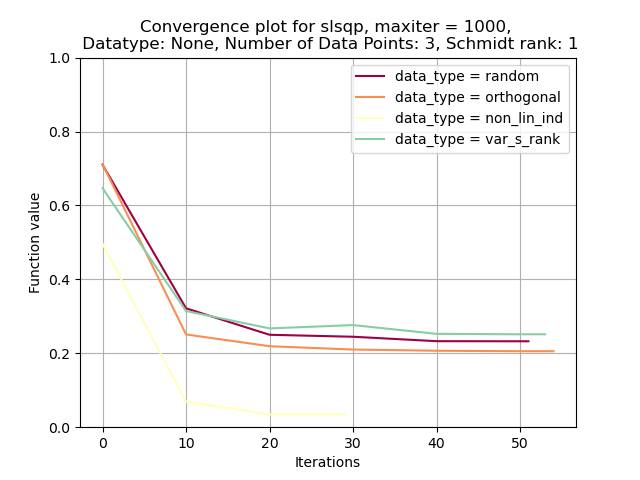 Convergence plot for slsqp, maxiter = 1000,
Datatype: None, Number of Data Points: 3, Schmidt rank: 1
data_type = random
data_type = orthogonal
data_type = non_lin_ind
data_type = var_s_rank
Function value
1.0
0.8
0.6
0.4
0.2
0.0
0 10 20 30 40 50
Iterations